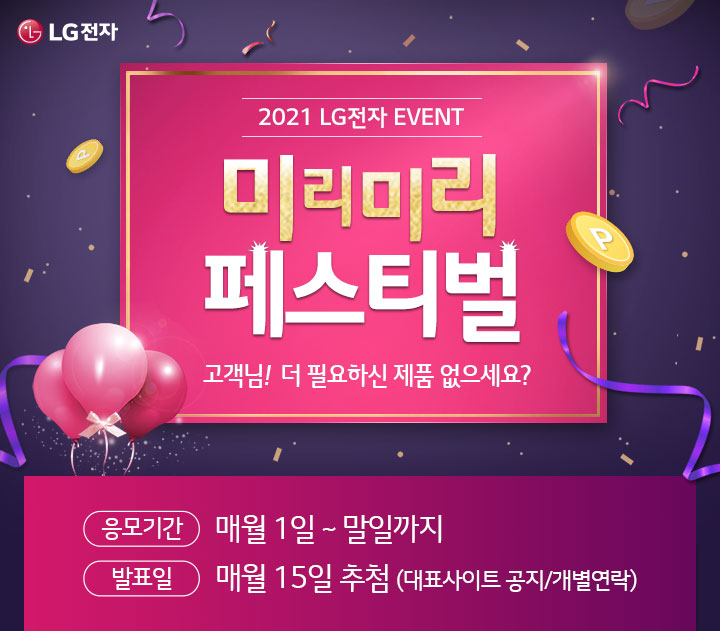 LG전자
2021 LG전자 EVENT
미리미리
페스티벌
고객님! 더 필요하신 제품 없으세요?
P
P
응모기간 매월 1일 ~ 말일까지
발표일 매월 15일 추첨 (대표사이트 공지/개별연락)